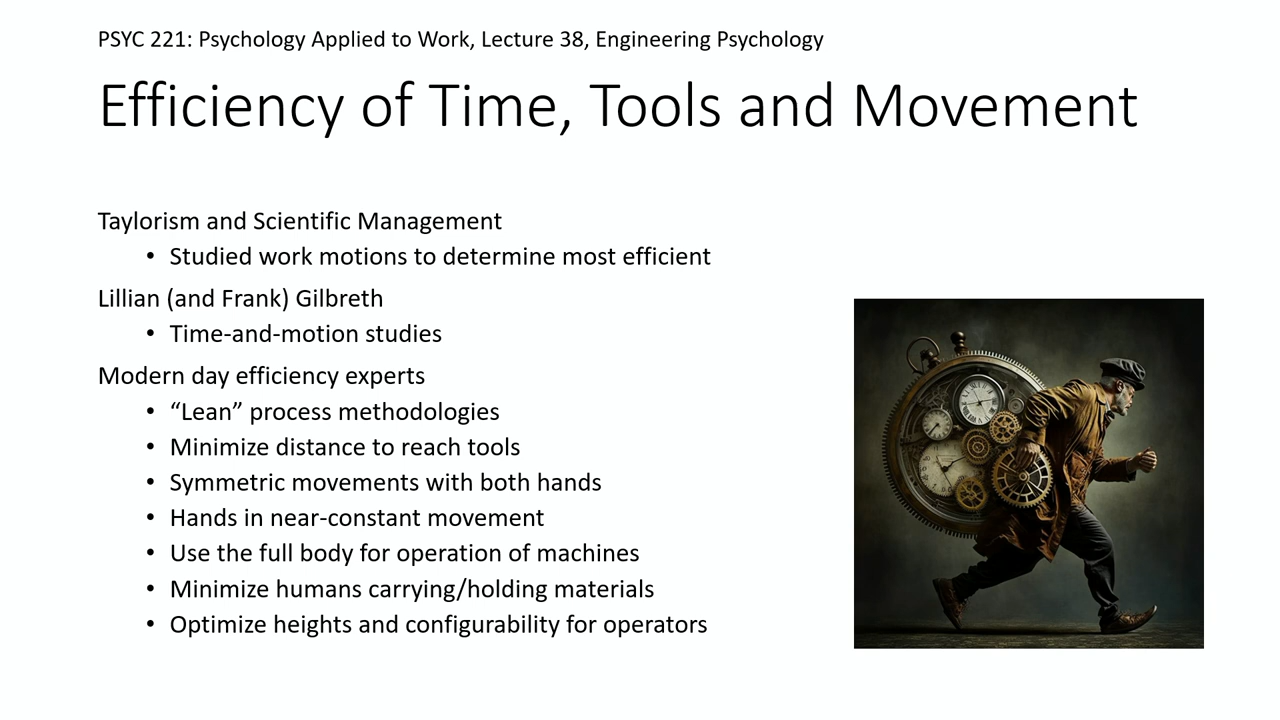 PSYC 221: Psychology Applied to Work, Lecture 38, Engineering Psychology
Efficiency of Time, Tools and Movement
Taylorism and Scientific Management
• Studied work motions to determine most efficient
Lillian (and Frank) Gilbreth
• Time-and-motion studies
Modern day efficiency experts
• “Lean” process methodologies
• Minimize distance to reach tools
• Symmetric movements with both hands
• Hands in near-constant movement
• Use the full body for operation of machines
• Minimize humans carrying/holding materials
• Optimize heights and configurability for operators